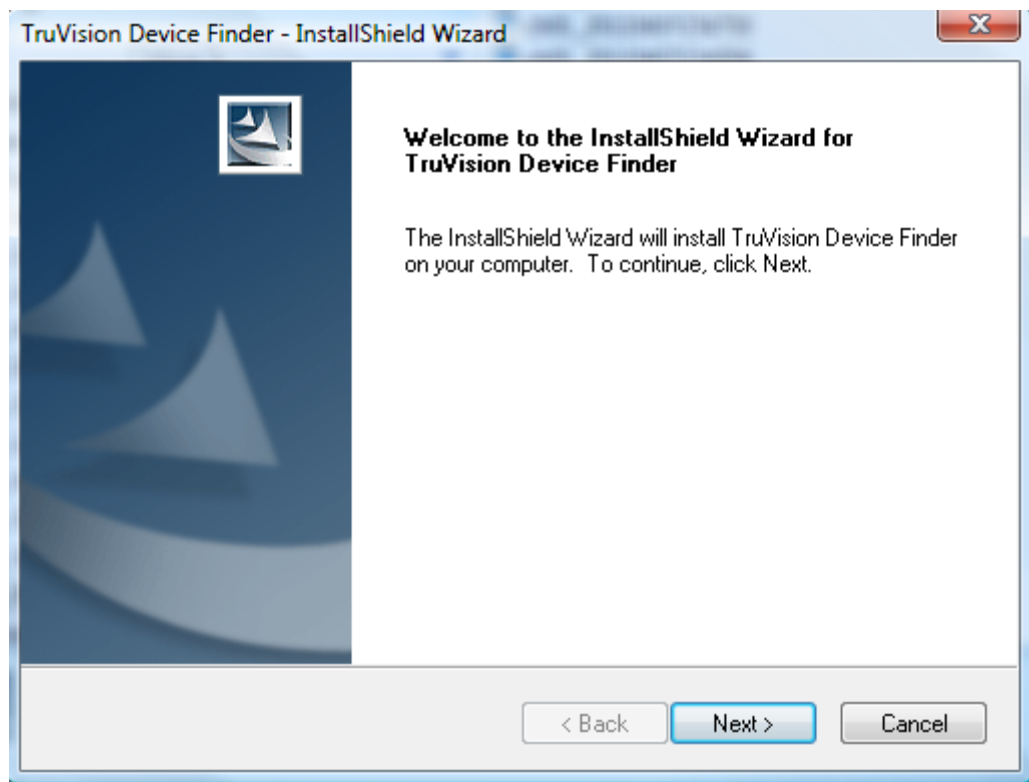 TruVision Device Finder - InstallShield Wizard
Welcome to the InstallShield Wizard for
TruVision Device Finder
The InstallShield Wizard will install TruVision Device Finder
on your computer.  To continue, click Next.
< Back
Next >
Cancel